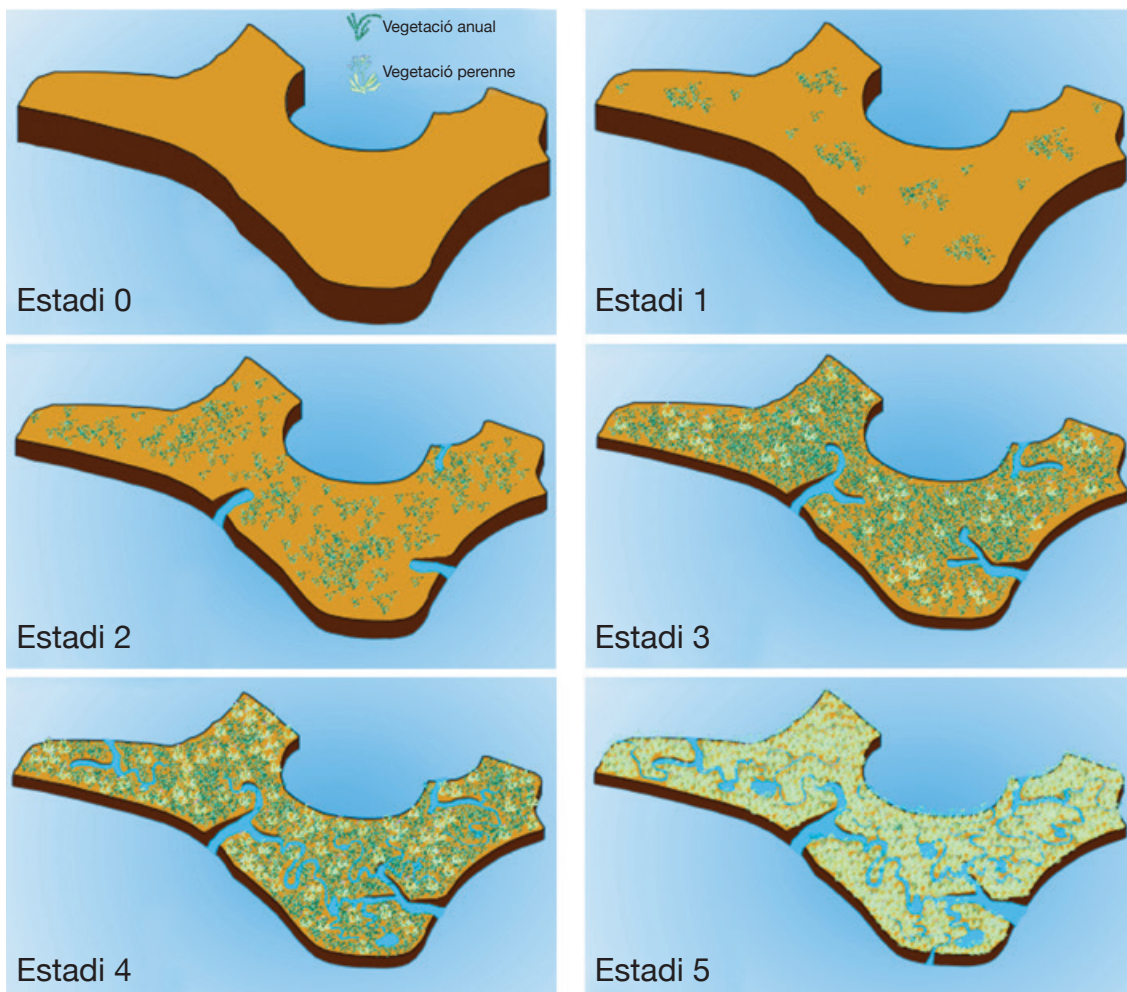 Vegetació anual
Vegetació perenne
Estadi 0
Estadi 1
Estadi 2
Estadi 3
Estadi 4
Estadi 5